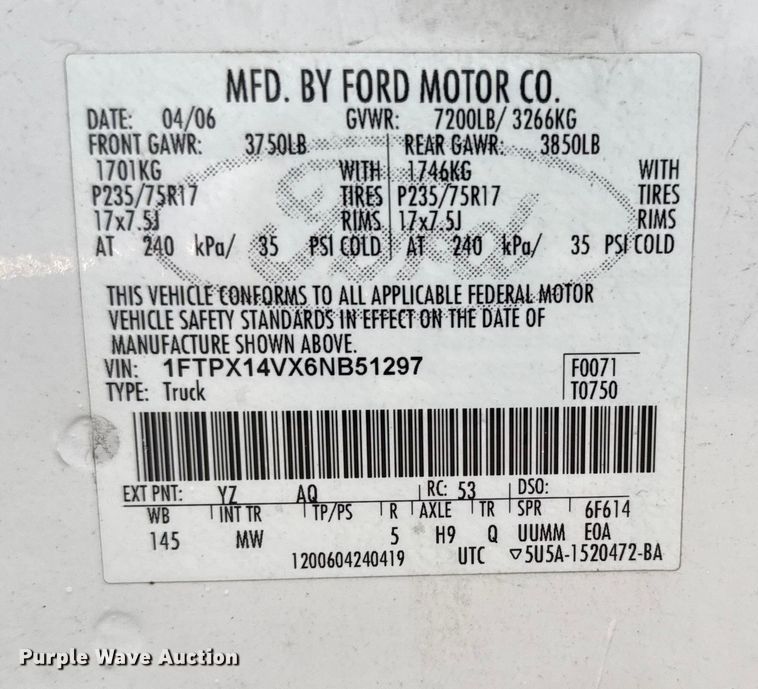 MFD. BY FORD MOTOR CO.
DATE: 04/06 GVWR: 7200LB/ 3266KG
FRONT GAWR: 3750LB REAR GAWR: 3850LB
1701KG WITH 1746KG WITH
P235/75R17 TIRES P235/75R17 TIRES
17x7.5J RIMS 17x7.5J RIMS
AT 240 kPa/ 35 PSI COLD AT 240 kPa/ 35 PSI COLD
Ford
THIS VEHICLE CONFORMS TO ALL APPLICABLE FEDERAL MOTOR
VEHICLE SAFETY STANDARDS IN EFFECT ON THE DATE OF
MANUFACTURE SHOWN ABOVE.
VIN: 1FTPX14VX6NB51297 F0071
TYPE: Truck T0750
EXT PNT: YZ AQ RC: 53 DSO:
WB INT TR TP/PS R AXLE TR SPR 6F614
145 MW 5 H9 Q UUMM E0A
1200604240419 UTC ▽5U5A-1520472-BA
Purple Wave Auction